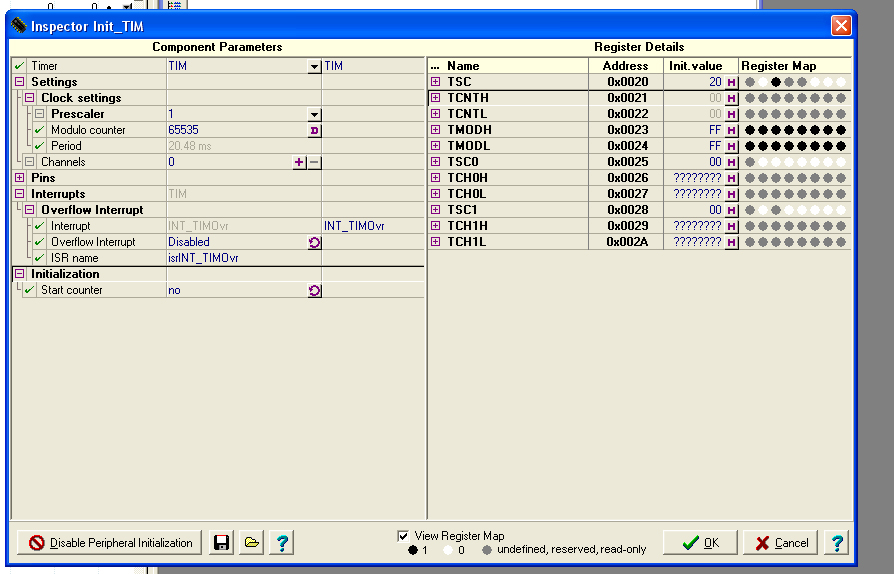 0 0
Inspector Init_TIM
Component Parameters Register Details
Timer TIM TIM
... Name Address Init.value Register Map
Settings
TSC 0x0020 20 H
Clock settings
TCNTH 0x0021 00 H
Prescaler 1
TCNTL 0x0022 00 H
Modulo counter 65535 D
TMODH 0x0023 FF H
Period 20.48 ms
TMODL 0x0024 FF H
Channels 0 + −
TSC0 0x0025 00 H
Pins
TCH0H 0x0026 ???????? H
Interrupts TIM
TCH0L 0x0027 ???????? H
Overflow Interrupt
TSC1 0x0028 00 H
Interrupt INT_TIMOvr INT_TIMOvr
TCH1H 0x0029 ???????? H
Overflow Interrupt Disabled
TCH1L 0x002A ???????? H
ISR name isrINT_TIMOvr
Initialization
Start counter no
Disable Peripheral Initialization ?
View Register Map
1 0 undefined, reserved, read-only
OK Cancel ?